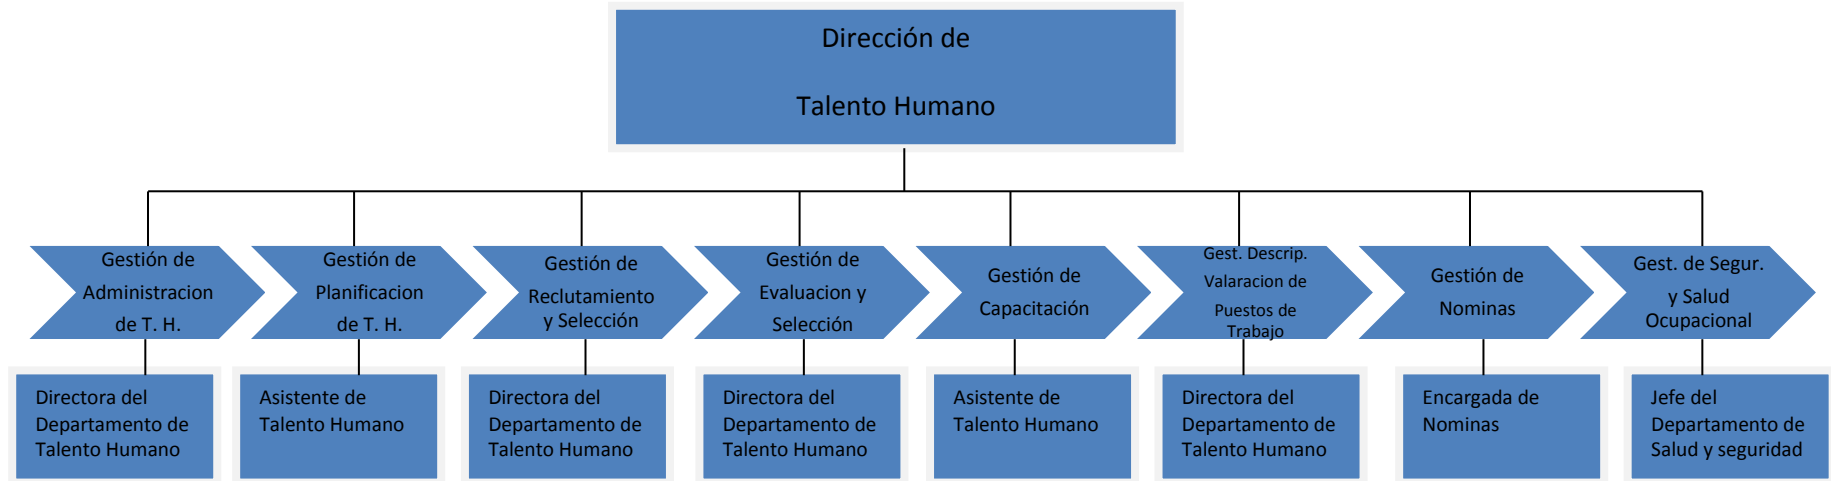 Dirección de
Talento Humano
Gestión de
Administracion
de T. H.
Gestión de
Planificacion
de T. H.
Gestión de
Reclutamiento
y Selección
Gestión de
Evaluacion y
Selección
Gestión de
Capacitación
Gest. Descrip.
Valaracion de
Puestos de
Trabajo
Gestión de
Nominas
Gest. de Segur.
y Salud
Ocupacional
Directora del
Departamento de
Talento Humano
Asistente de
Talento Humano
Directora del
Departamento de
Talento Humano
Directora del
Departamento de
Talento Humano
Asistente de
Talento Humano
Directora del
Departamento de
Talento Humano
Encargada de
Nominas
Jefe del
Departamento de
Salud y seguridad